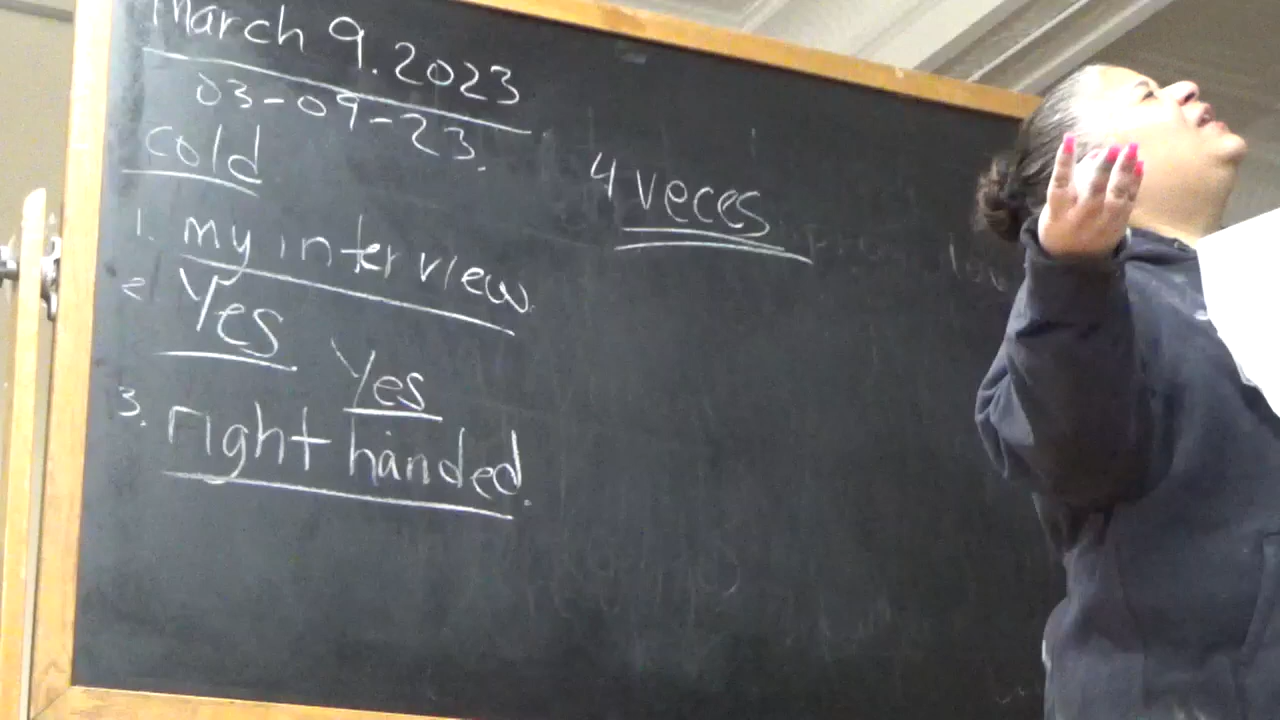 March 9.2023
03-09-23.
cold
1. my interview.
2 Yes
Yes
3. right handed.
4 veces